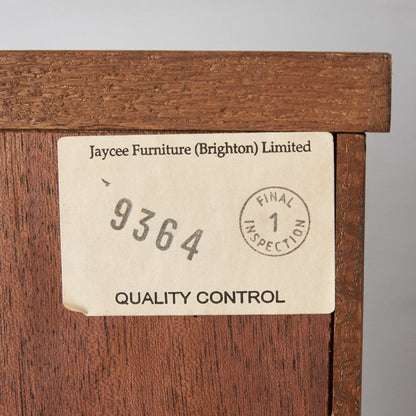 Jaycee Furniture (Brighton) Limited
9364
FINAL
1
INSPECTION
QUALITY CONTROL